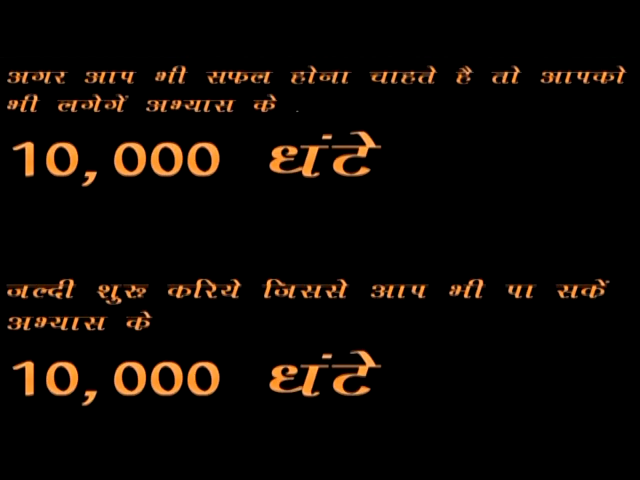 अगर आप भी सफल होना चाहते है तो आपको
भी लगेगें अभ्यास के .
10,000 धंटे
जल्दी शुरू करिये जिससे आप भी पा सकें
अभ्यास के
10,000 धंटे